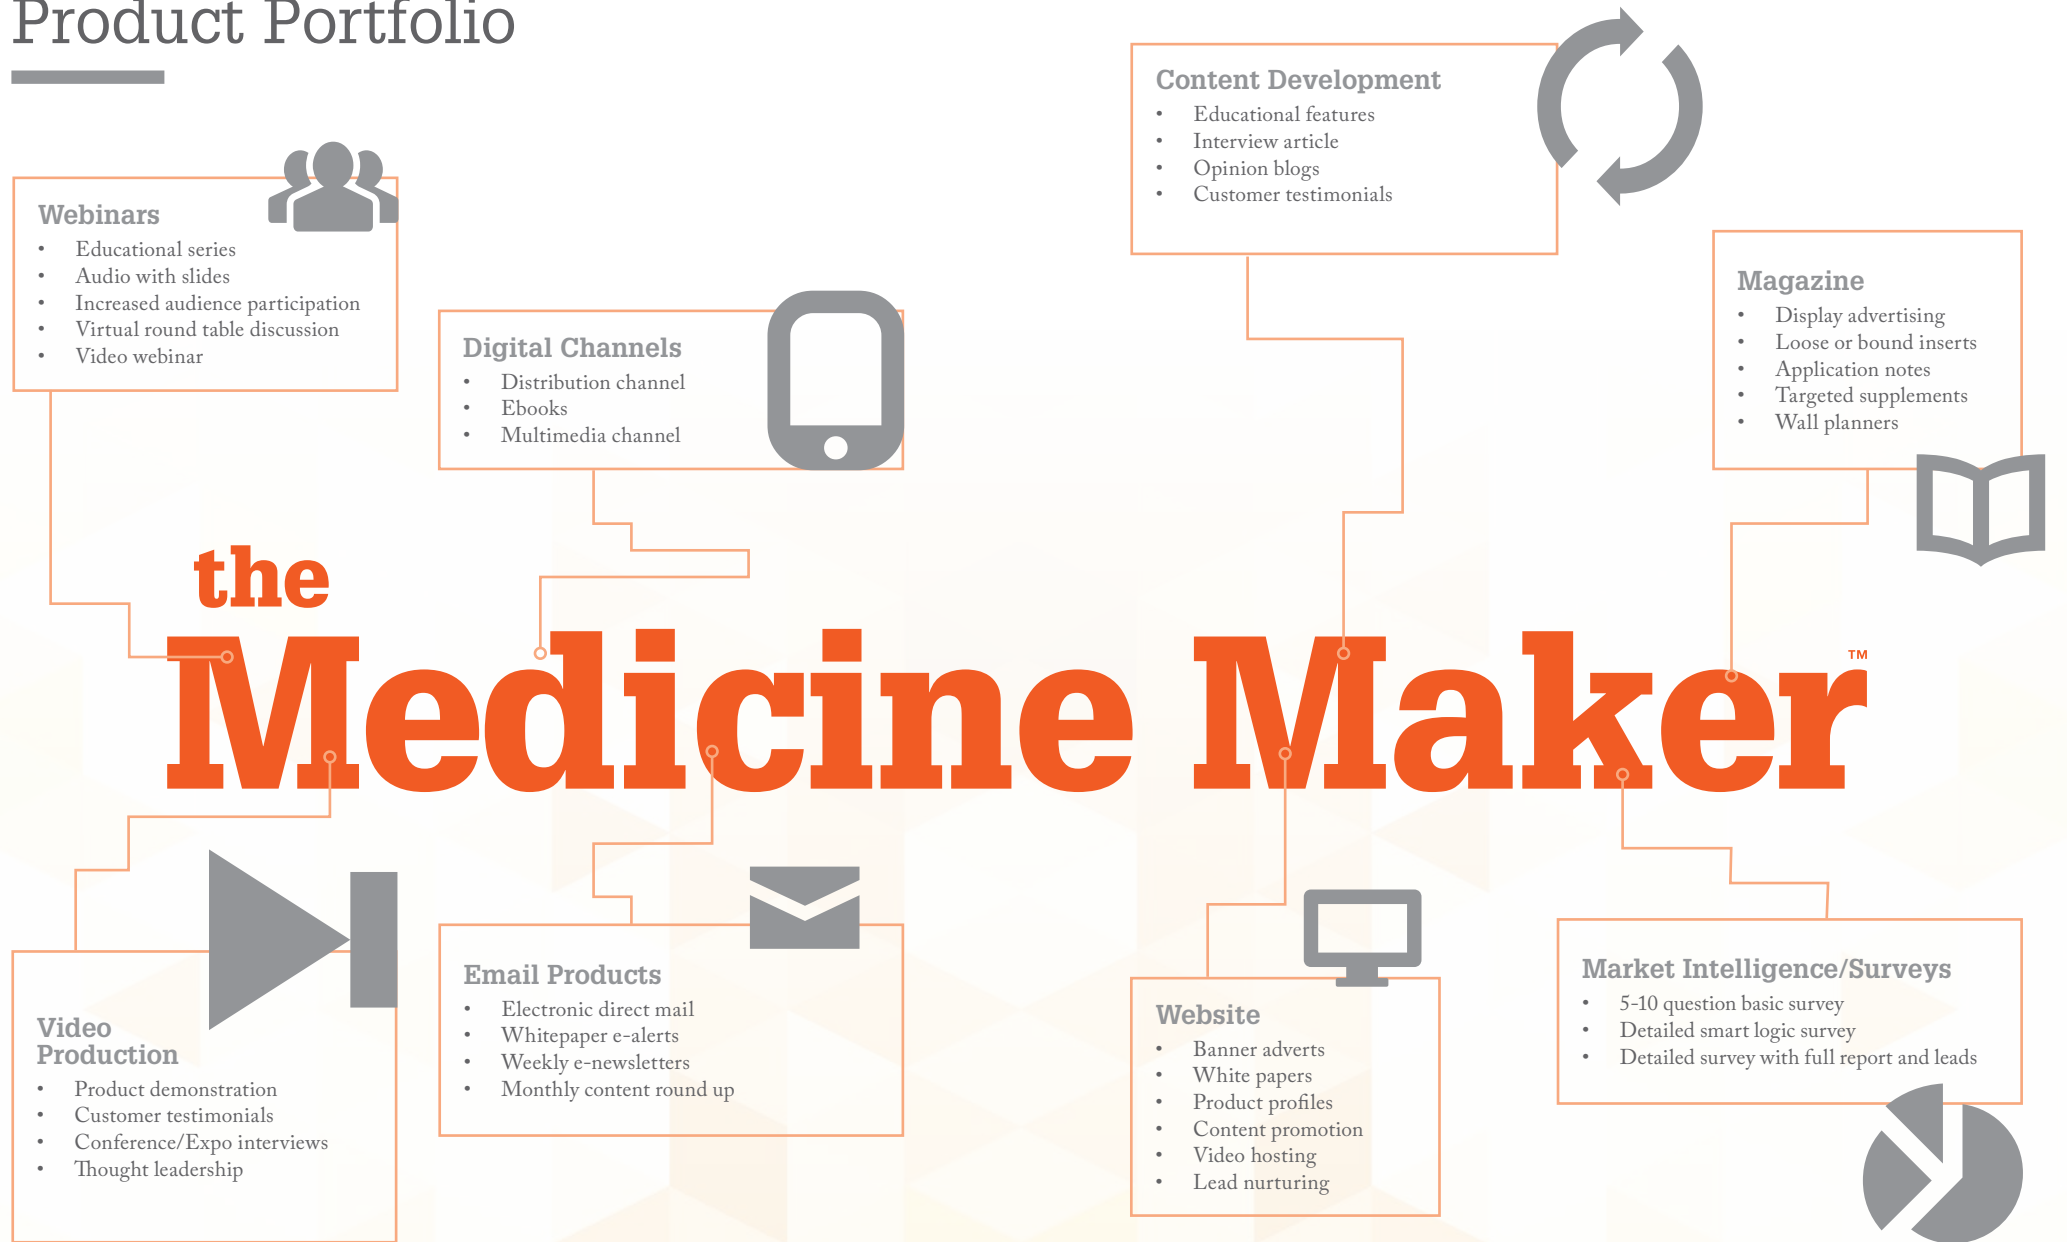 Product Portfolio
Webinars
• Educational series
• Audio with slides
• Increased audience participation
• Virtual round table discussion
• Video webinar
Digital Channels
• Distribution channel
• Ebooks
• Multimedia channel
Content Development
• Educational features
• Interview article
• Opinion blogs
• Customer testimonials
Magazine
• Display advertising
• Loose or bound inserts
• Application notes
• Targeted supplements
• Wall planners
the
Medicine Maker™
Video
Production
• Product demonstration
• Customer testimonials
• Conference/Expo interviews
• Thought leadership
Email Products
• Electronic direct mail
• Whitepaper e-alerts
• Weekly e-newsletters
• Monthly content round up
Website
• Banner adverts
• White papers
• Product profiles
• Content promotion
• Video hosting
• Lead nurturing
Market Intelligence/Surveys
• 5-10 question basic survey
• Detailed smart logic survey
• Detailed survey with full report and leads